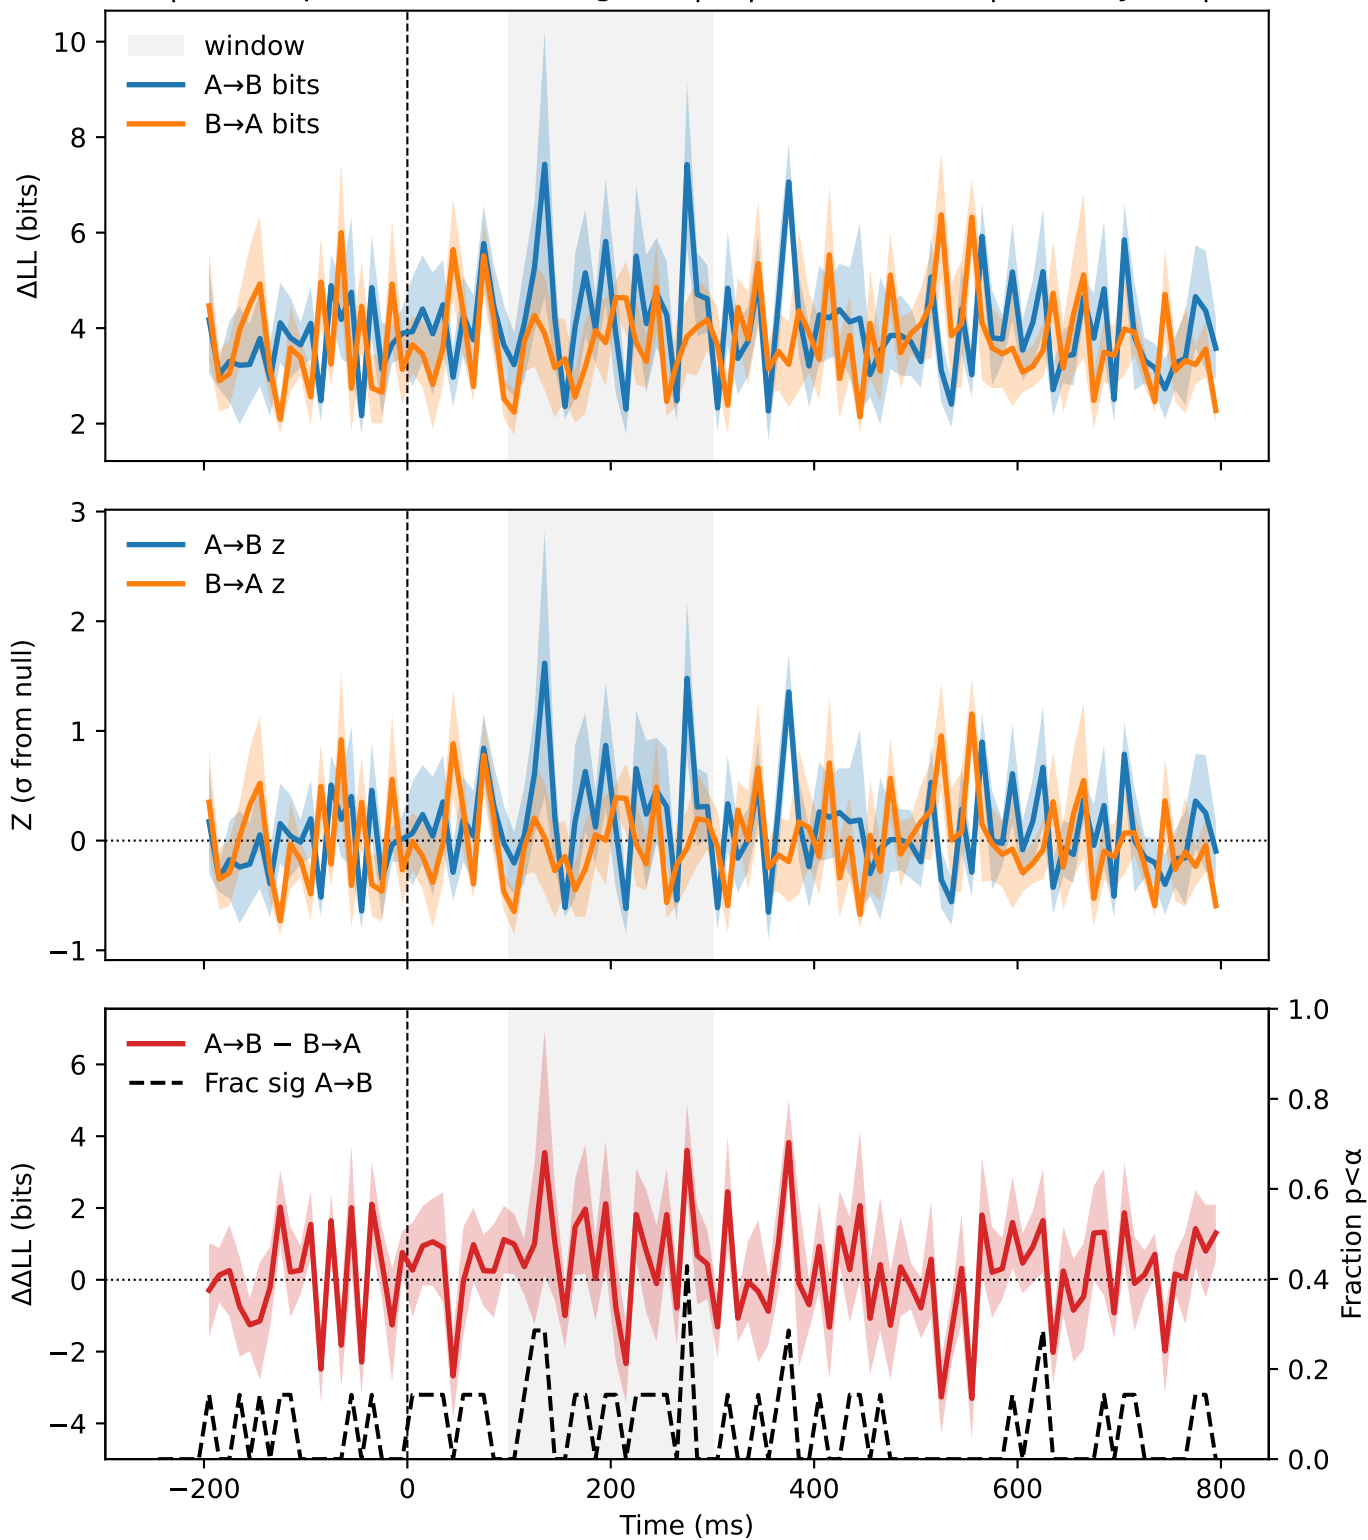 10
8
6
4
2
ΔLL (bits)
window
A→B bits
B→A bits
3
2
1
0
−1
Z (σ from null)
A→B z
B→A z
6
4
2
0
−2
−4
ΔΔLL (bits)
A→B − B→A
Frac sig A→B
1.0
0.8
0.6
0.4
0.2
0.0
Fraction p<α
−200 0 200 400 600 800
Time (ms)